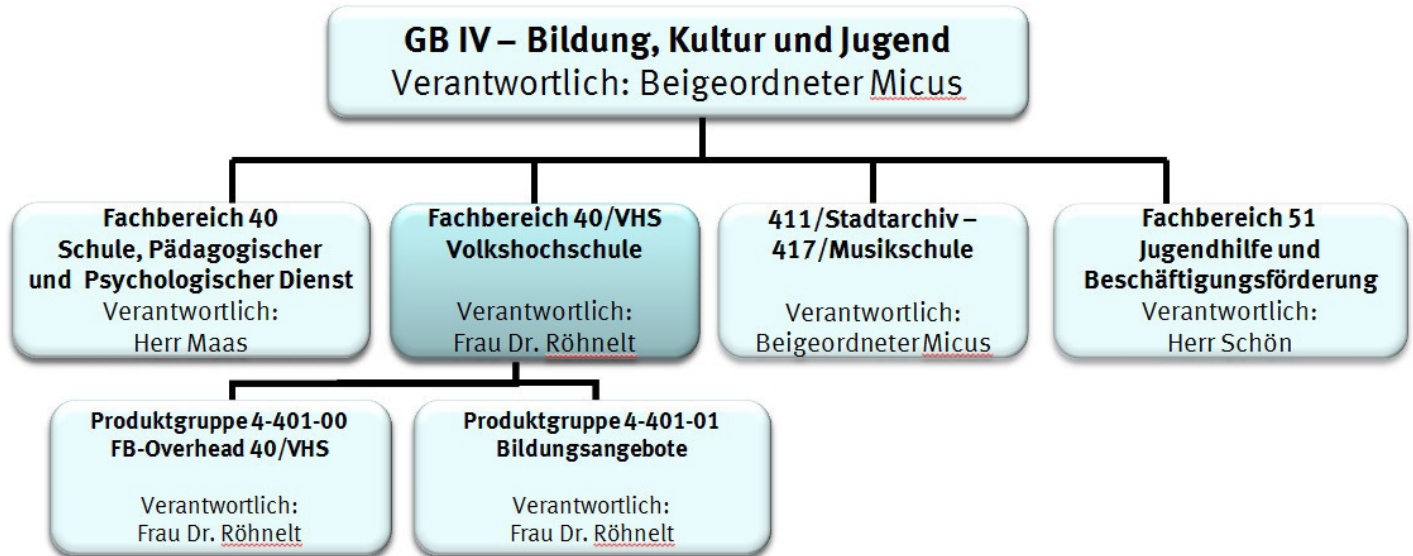 GB IV – Bildung, Kultur und Jugend
Verantwortlich: Beigeordneter Micus
Fachbereich 40
Schule, Pädagogischer
und Psychologischer Dienst
Verantwortlich:
Herr Maas
Fachbereich 40/VHS
Volkshochschule
Verantwortlich:
Frau Dr. Röhnelt
411/Stadtarchiv –
417/Musikschule
Verantwortlich:
Beigeordneter Micus
Fachbereich 51
Jugendhilfe und
Beschäftigungsförderung
Verantwortlich:
Herr Schön
Produktgruppe 4-401-00
FB-Overhead 40/VHS
Verantwortlich:
Frau Dr. Röhnelt
Produktgruppe 4-401-01
Bildungsangebote
Verantwortlich:
Frau Dr. Röhnelt